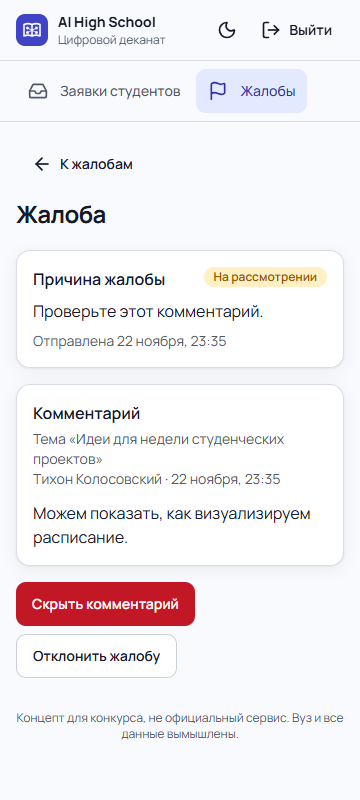 AI High School
Цифровой деканат
Выйти
Заявки студентов
Жалобы
К жалобам
Жалоба
Причина жалобы
На рассмотрении
Проверьте этот комментарий.
Отправлена 22 ноября, 23:35
Комментарий
Тема «Идеи для недели студенческих
проектов»
Тихон Колосовский · 22 ноября, 23:35
Можем показать, как визуализируем
расписание.
Скрыть комментарий
Отклонить жалобу
Концепт для конкурса, не официальный сервис. Вуз и все
данные вымышлены.